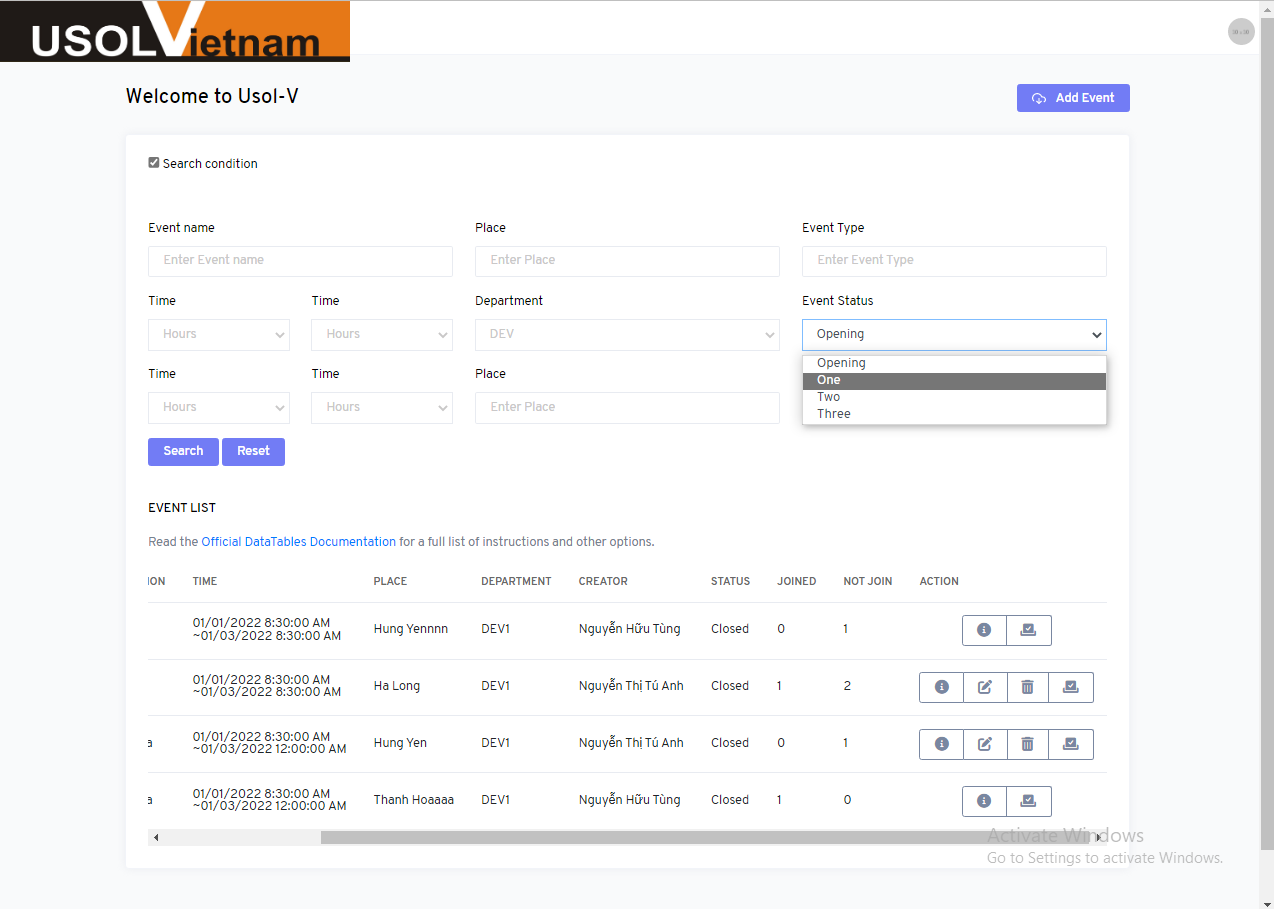 USOLVietnam
Welcome to Usol-V
Add Event
Search condition
Event name Place Event Type
Enter Event name Enter Place Enter Event Type
Time Time Department Event Status
Hours Hours DEV Opening
Opening
One
Two
Three
Time Time Place
Hours Hours Enter Place
Search Reset
EVENT LIST
Read the Official DataTables Documentation for a full list of instructions and other options.
ION TIME PLACE DEPARTMENT CREATOR STATUS JOINED NOT JOIN ACTION
01/01/2022 8:30:00 AM
~01/03/2022 8:30:00 AM Hung Yennnn DEV1 Nguyễn Hữu Tùng Closed 0 1
01/01/2022 8:30:00 AM
~01/03/2022 8:30:00 AM Ha Long DEV1 Nguyễn Thị Tú Anh Closed 1 2
01/01/2022 8:30:00 AM
a ~01/03/2022 12:00:00 AM Hung Yen DEV1 Nguyễn Thị Tú Anh Closed 0 1
01/01/2022 8:30:00 AM
a ~01/03/2022 12:00:00 AM Thanh Hoaaaa DEV1 Nguyễn Hữu Tùng Closed 1 0
Activate Windows
Go to Settings to activate Windows.